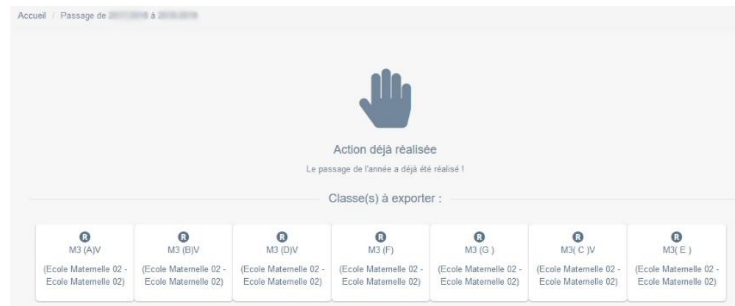 Accueil / Passage de à
Action déjà réalisée
Le passage de l'année a déjà été réalisé !
Classe(s) à exporter :
R R R R R R R
M3 (A)V M3 (B)V M3 (D)V M3 (F) M3 (G ) M3( C )V M3( E )
(Ecole Maternelle 02 - (Ecole Maternelle 02 - (Ecole Maternelle 02 - (Ecole Maternelle 02 - (Ecole Maternelle 02 - (Ecole Maternelle 02 - (Ecole Maternelle 02 -
Ecole Maternelle 02) Ecole Maternelle 02) Ecole Maternelle 02) Ecole Maternelle 02) Ecole Maternelle 02) Ecole Maternelle 02) Ecole Maternelle 02)